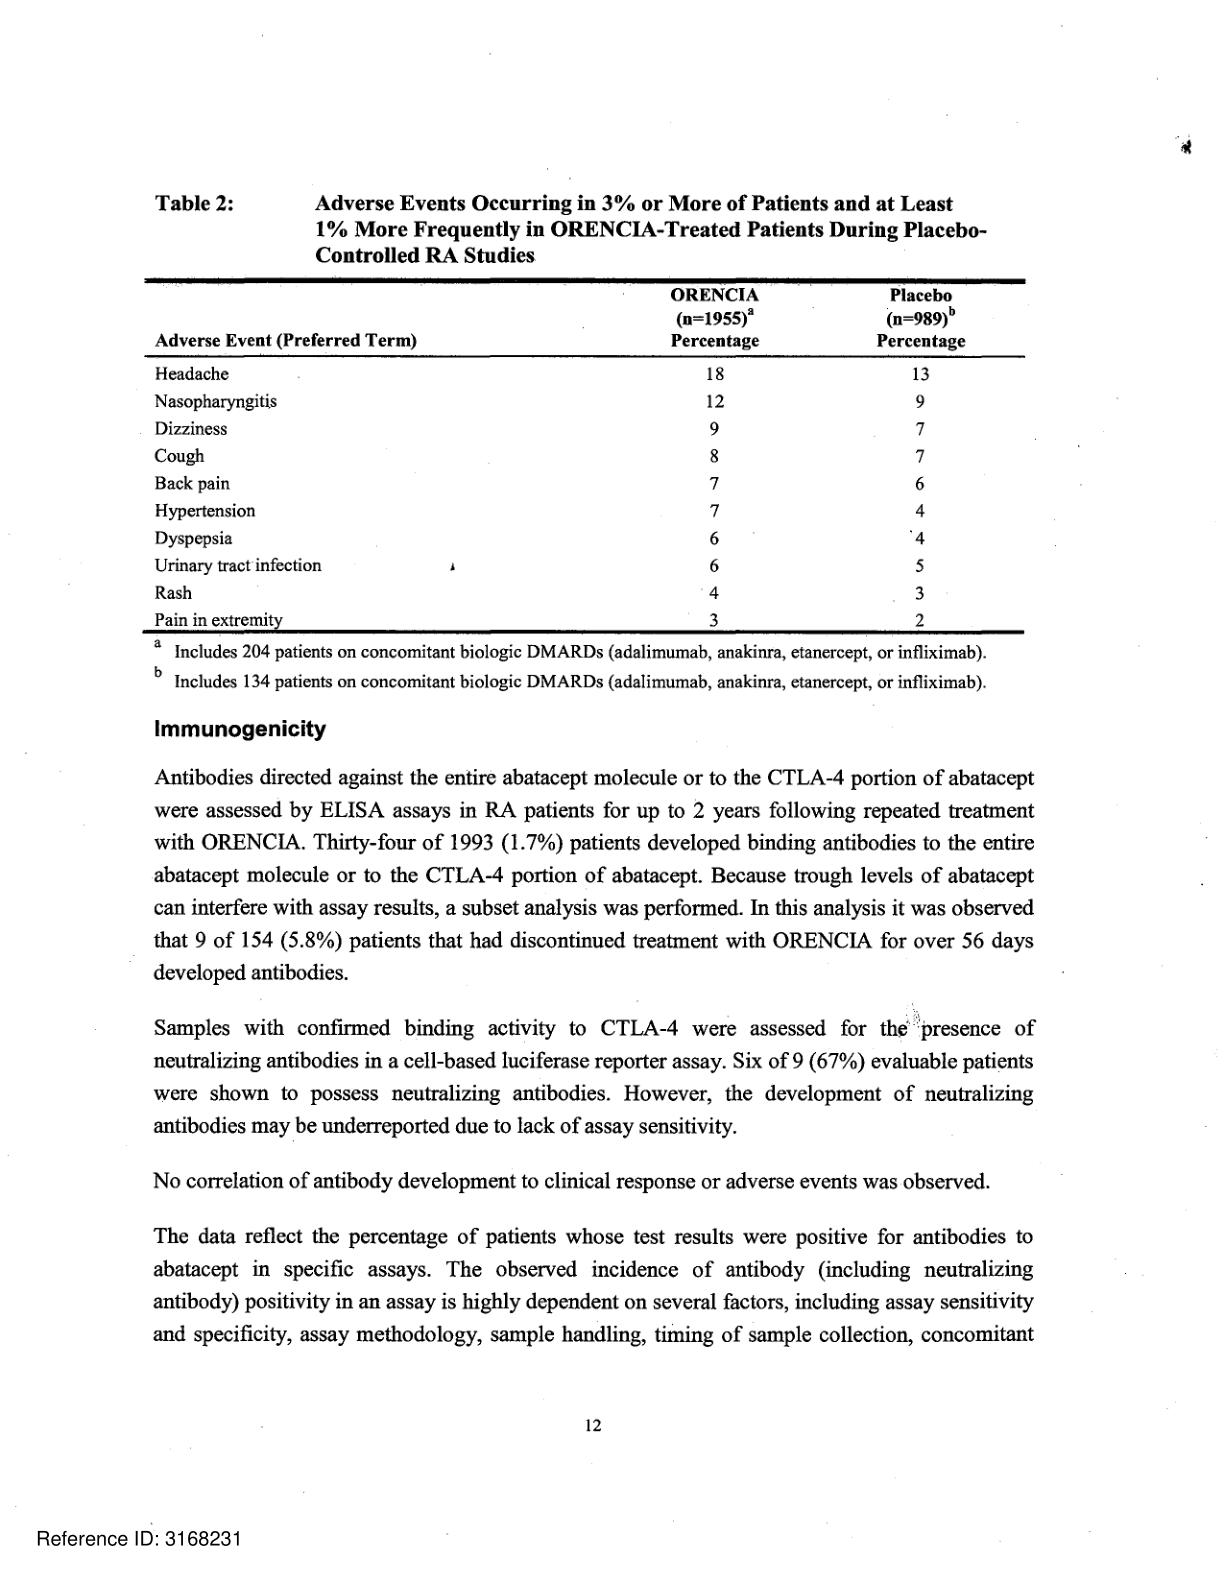 Table 2: Adverse Events Occurring in 3% or More of Patients and at Least
1% More Frequently in ORENCIA-Treated Patients During Placebo-
Controlled RA Studies
ORENCIA Placebo
(n=1955)a (n=989)b
Adverse Event (Preferred Term) Percentage Percentage
Headache 18 13
Nasopharyngitis 12 9
Dizziness 9 7
Cough 8 7
Back pain 7 6
Hypertension 7 4
Dyspepsia 6 4
Urinary tract infection 6 5
Rash 4 3
Pain in extremity 3 2
a Includes 204 patients on concomitant biologic DMARDs (adalimumab, anakinra, etanercept, or infliximab).
b Includes 134 patients on concomitant biologic DMARDs (adalimumab, anakinra, etanercept, or infliximab).
Immunogenicity
Antibodies directed against the entire abatacept molecule or to the CTLA-4 portion of abatacept
were assessed by ELISA assays in RA patients for up to 2 years following repeated treatment
with ORENCIA. Thirty-four of 1993 (1.7%) patients developed binding antibodies to the entire
abatacept molecule or to the CTLA-4 portion of abatacept. Because trough levels of abatacept
can interfere with assay results, a subset analysis was performed. In this analysis it was observed
that 9 of 154 (5.8%) patients that had discontinued treatment with ORENCIA for over 56 days
developed antibodies.
Samples with confirmed binding activity to CTLA-4 were assessed for the presence of
neutralizing antibodies in a cell-based luciferase reporter assay. Six of 9 (67%) evaluable patients
were shown to possess neutralizing antibodies. However, the development of neutralizing
antibodies may be underreported due to lack of assay sensitivity.
No correlation of antibody development to clinical response or adverse events was observed.
The data reflect the percentage of patients whose test results were positive for antibodies to
abatacept in specific assays. The observed incidence of antibody (including neutralizing
antibody) positivity in an assay is highly dependent on several factors, including assay sensitivity
and specificity, assay methodology, sample handling, timing of sample collection, concomitant
12
Reference ID: 3168231